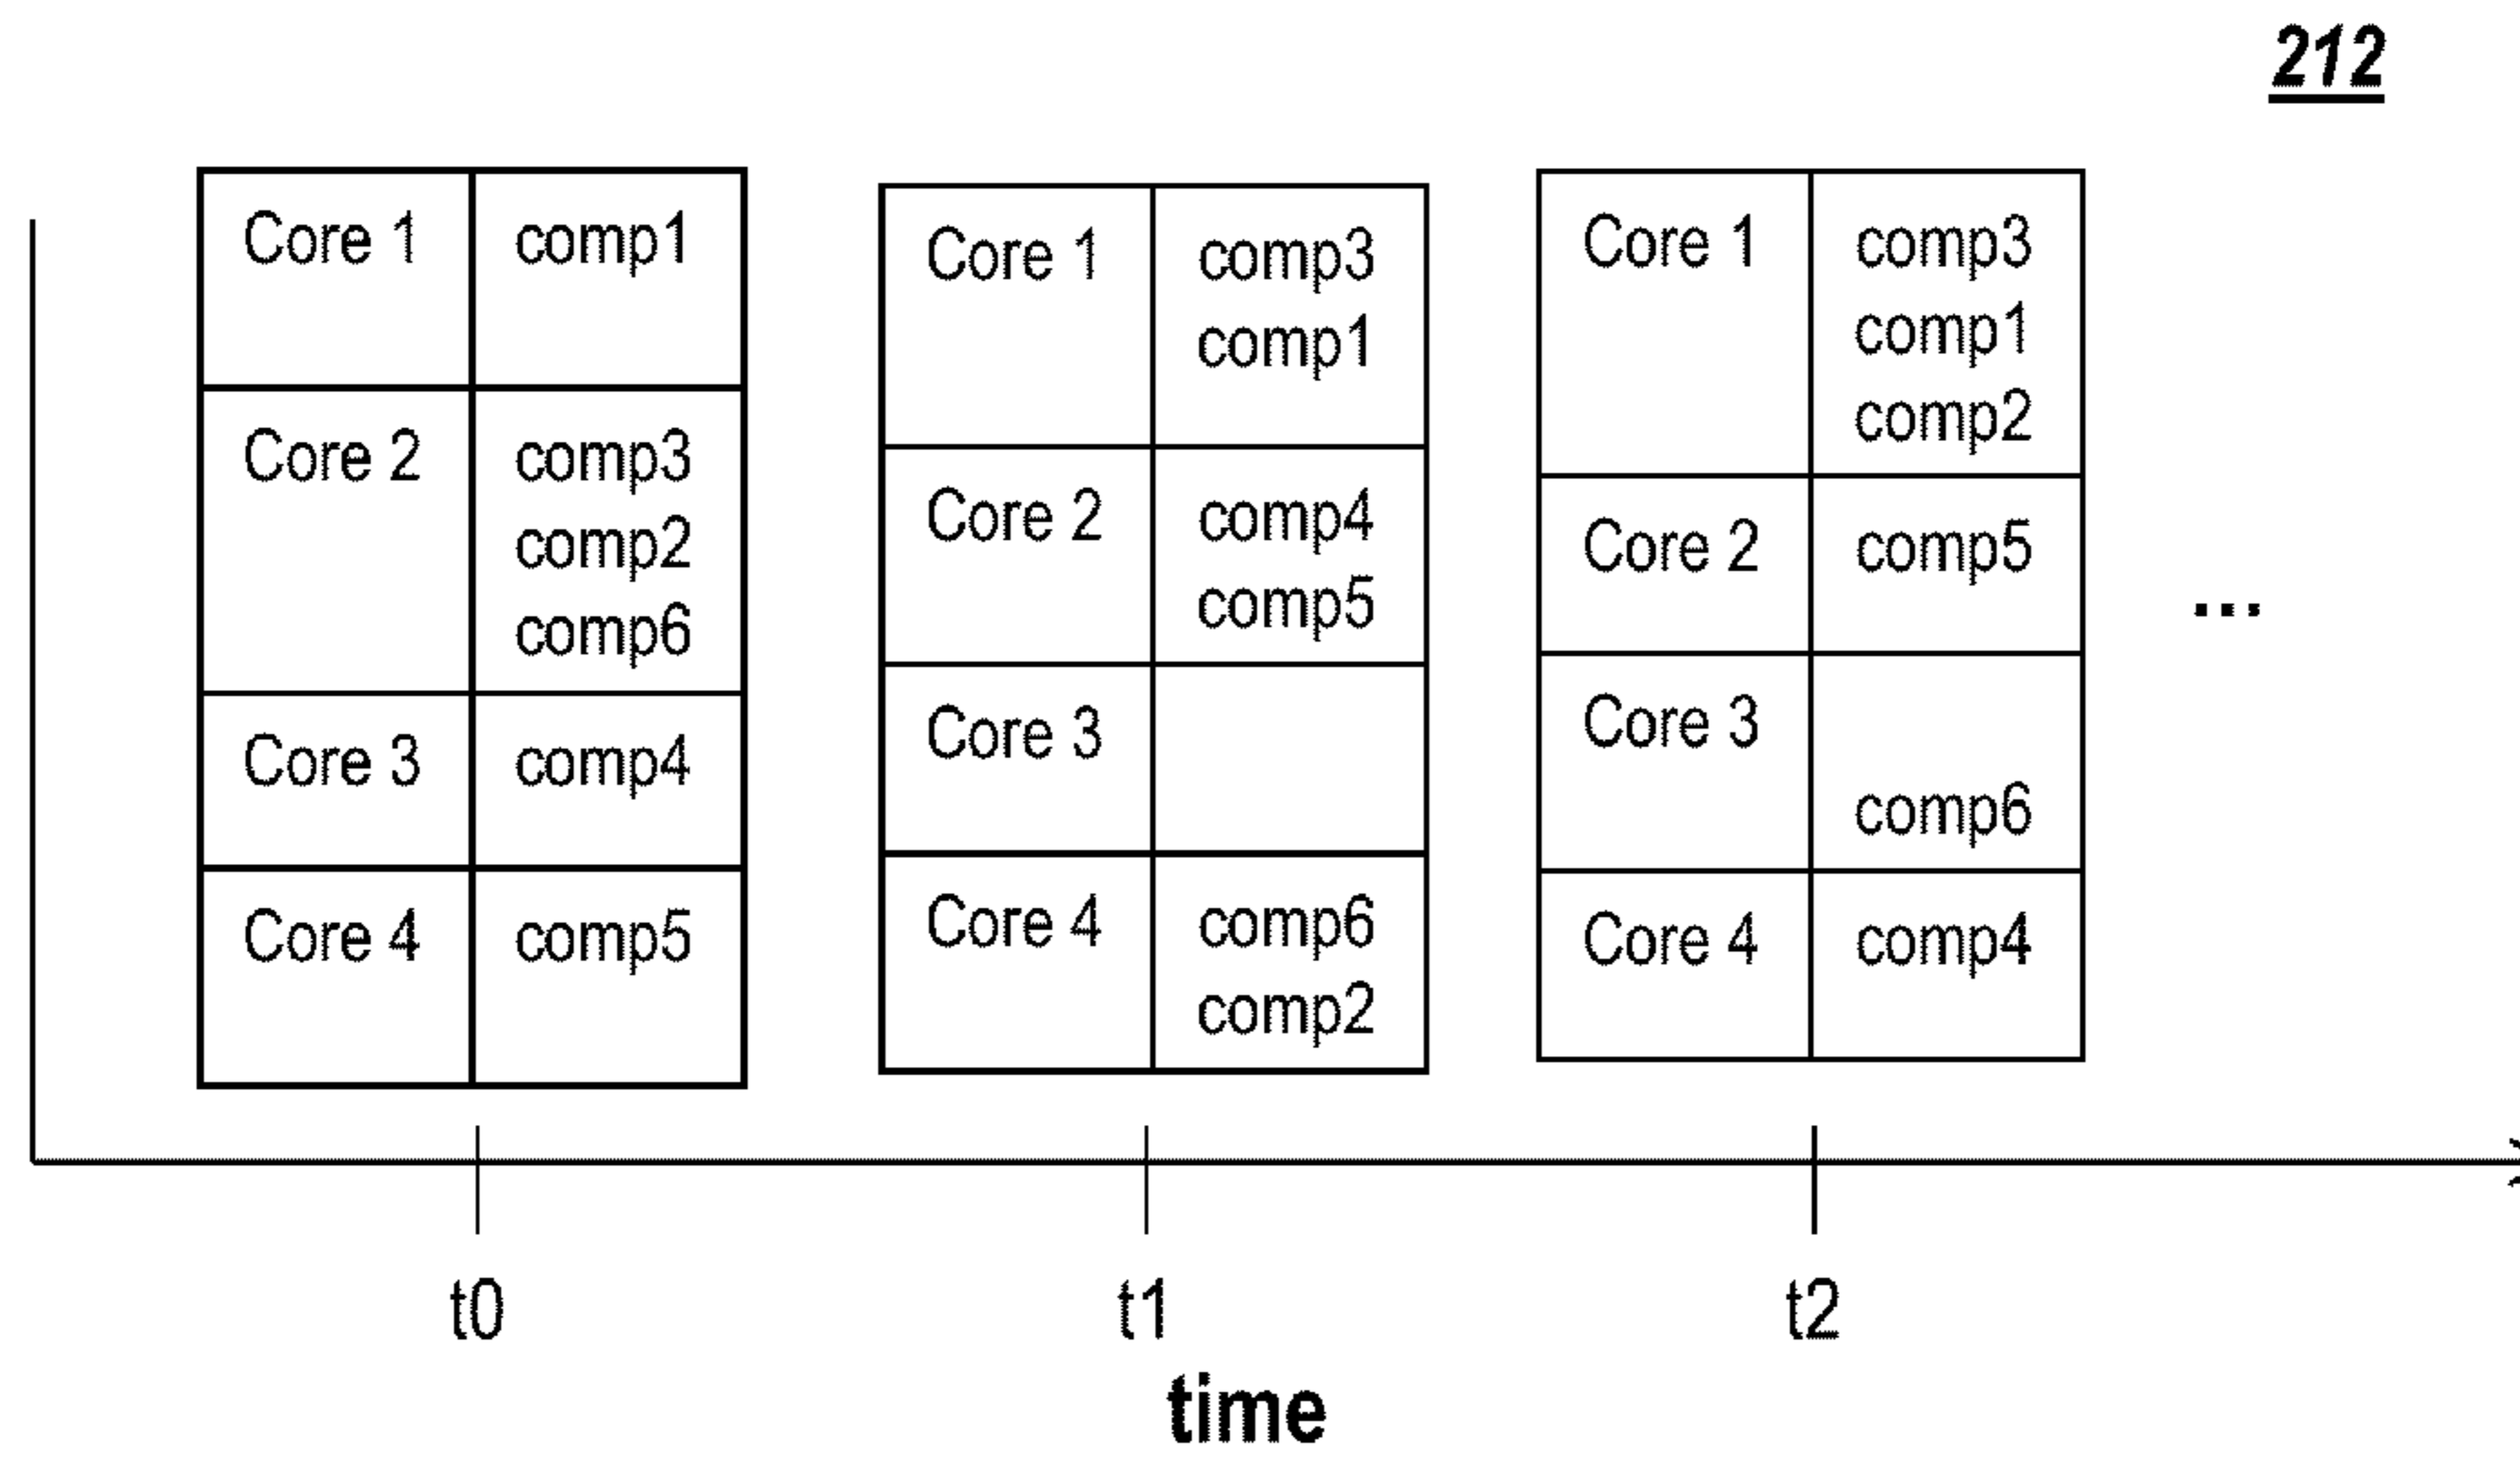 212
Core 1 comp1
Core 2 comp3
comp2
comp6
Core 3 comp4
Core 4 comp5
Core 1 comp3
comp1
Core 2 comp4
comp5
Core 3
Core 4 comp6
comp2
Core 1 comp3
comp1
comp2
Core 2 comp5
Core 3
comp6
Core 4 comp4
...
t0 t1 t2
time